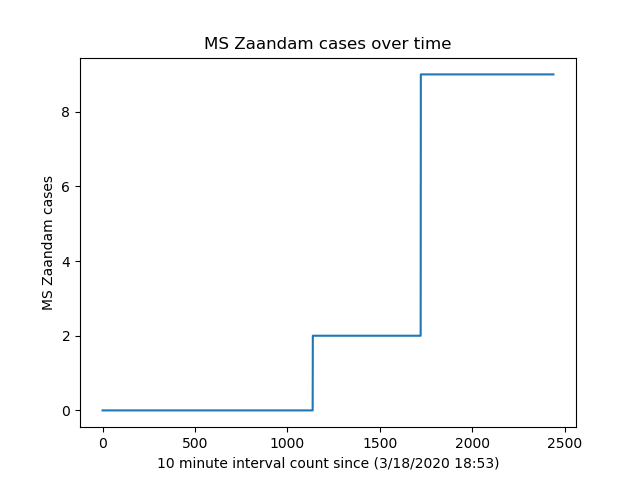 MS Zaandam cases over time
MS Zaandam cases
8
6
4
2
0
0 500 1000 1500 2000 2500
10 minute interval count since (3/18/2020 18:53)